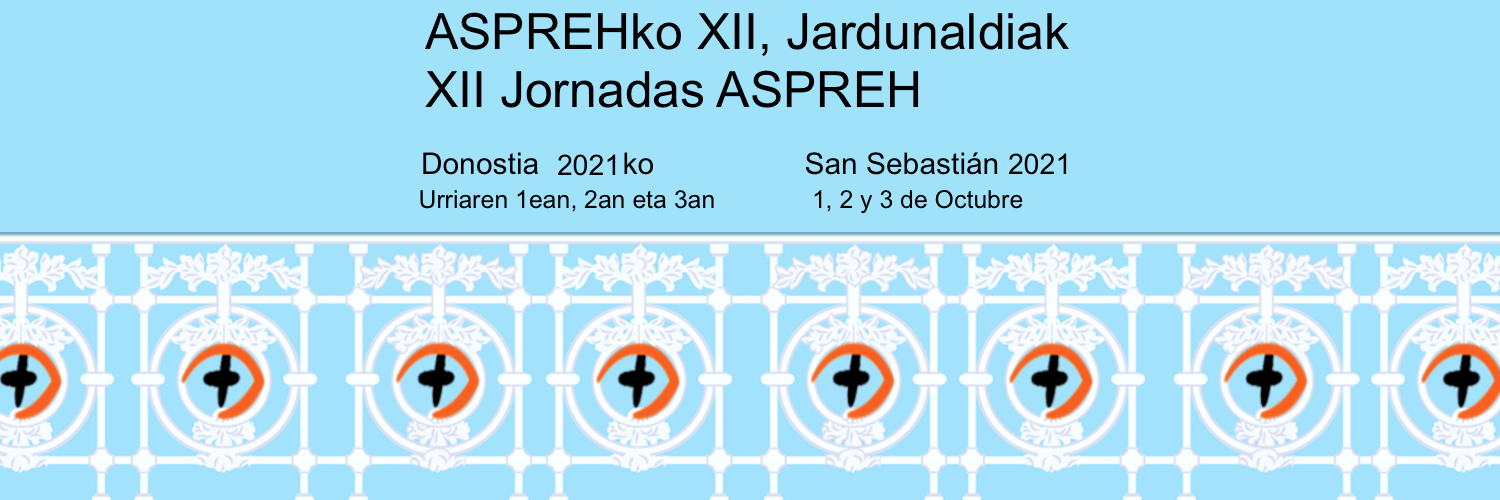 ASPREHko XII, Jardunaldiak
XII Jornadas ASPREH
Donostia 2021ko
Urriaren 1ean, 2an eta 3an
San Sebastián 2021
1, 2 y 3 de Octubre